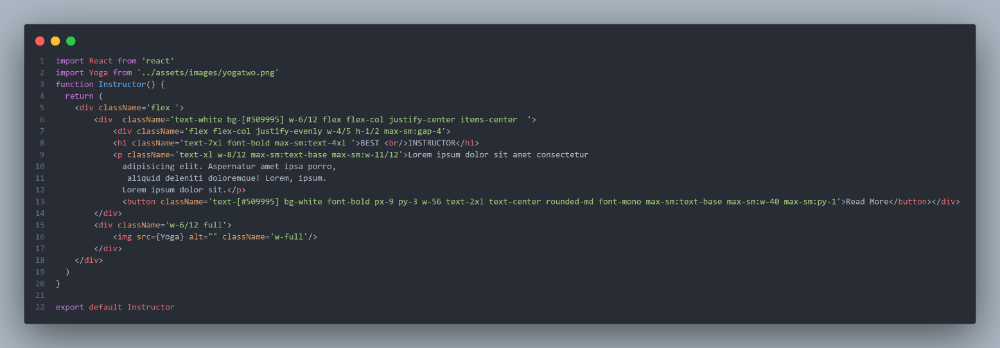 1 import React from 'react'
2 import Yoga from '../assets/images/yogatwo.png'
3 function Instructor() {
4   return (
5     <div className='flex '>
6         <div  className='text-white bg-[#509995] w-6/12 flex flex-col justify-center items-center  '>
7             <div className='flex flex-col justify-evenly w-4/5 h-1/2 max-sm:gap-4'>
8             <h1 className='text-7xl font-bold max-sm:text-4xl '>BEST <br/>INSTRUCTOR</h1>
9             <p className='text-xl w-8/12 max-sm:text-base max-sm:w-11/12'>Lorem ipsum dolor sit amet consectetur
10               adipisicing elit. Aspernatur amet ipsa porro,
11                aliquid deleniti doloremque! Lorem, ipsum.
12               Lorem ipsum dolor sit.</p>
13               <button className='text-[#509995] bg-white font-bold px-9 py-3 w-56 text-2xl text-center rounded-md font-mono max-sm:text-base max-sm:w-40 max-sm:py-1'>Read More</button></div>
14         </div>
15         <div className='w-6/12 full'>
16             <img src={Yoga} alt="" className='w-full'/>
17         </div>
18     </div>
19   )
20 }
21
22 export default Instructor